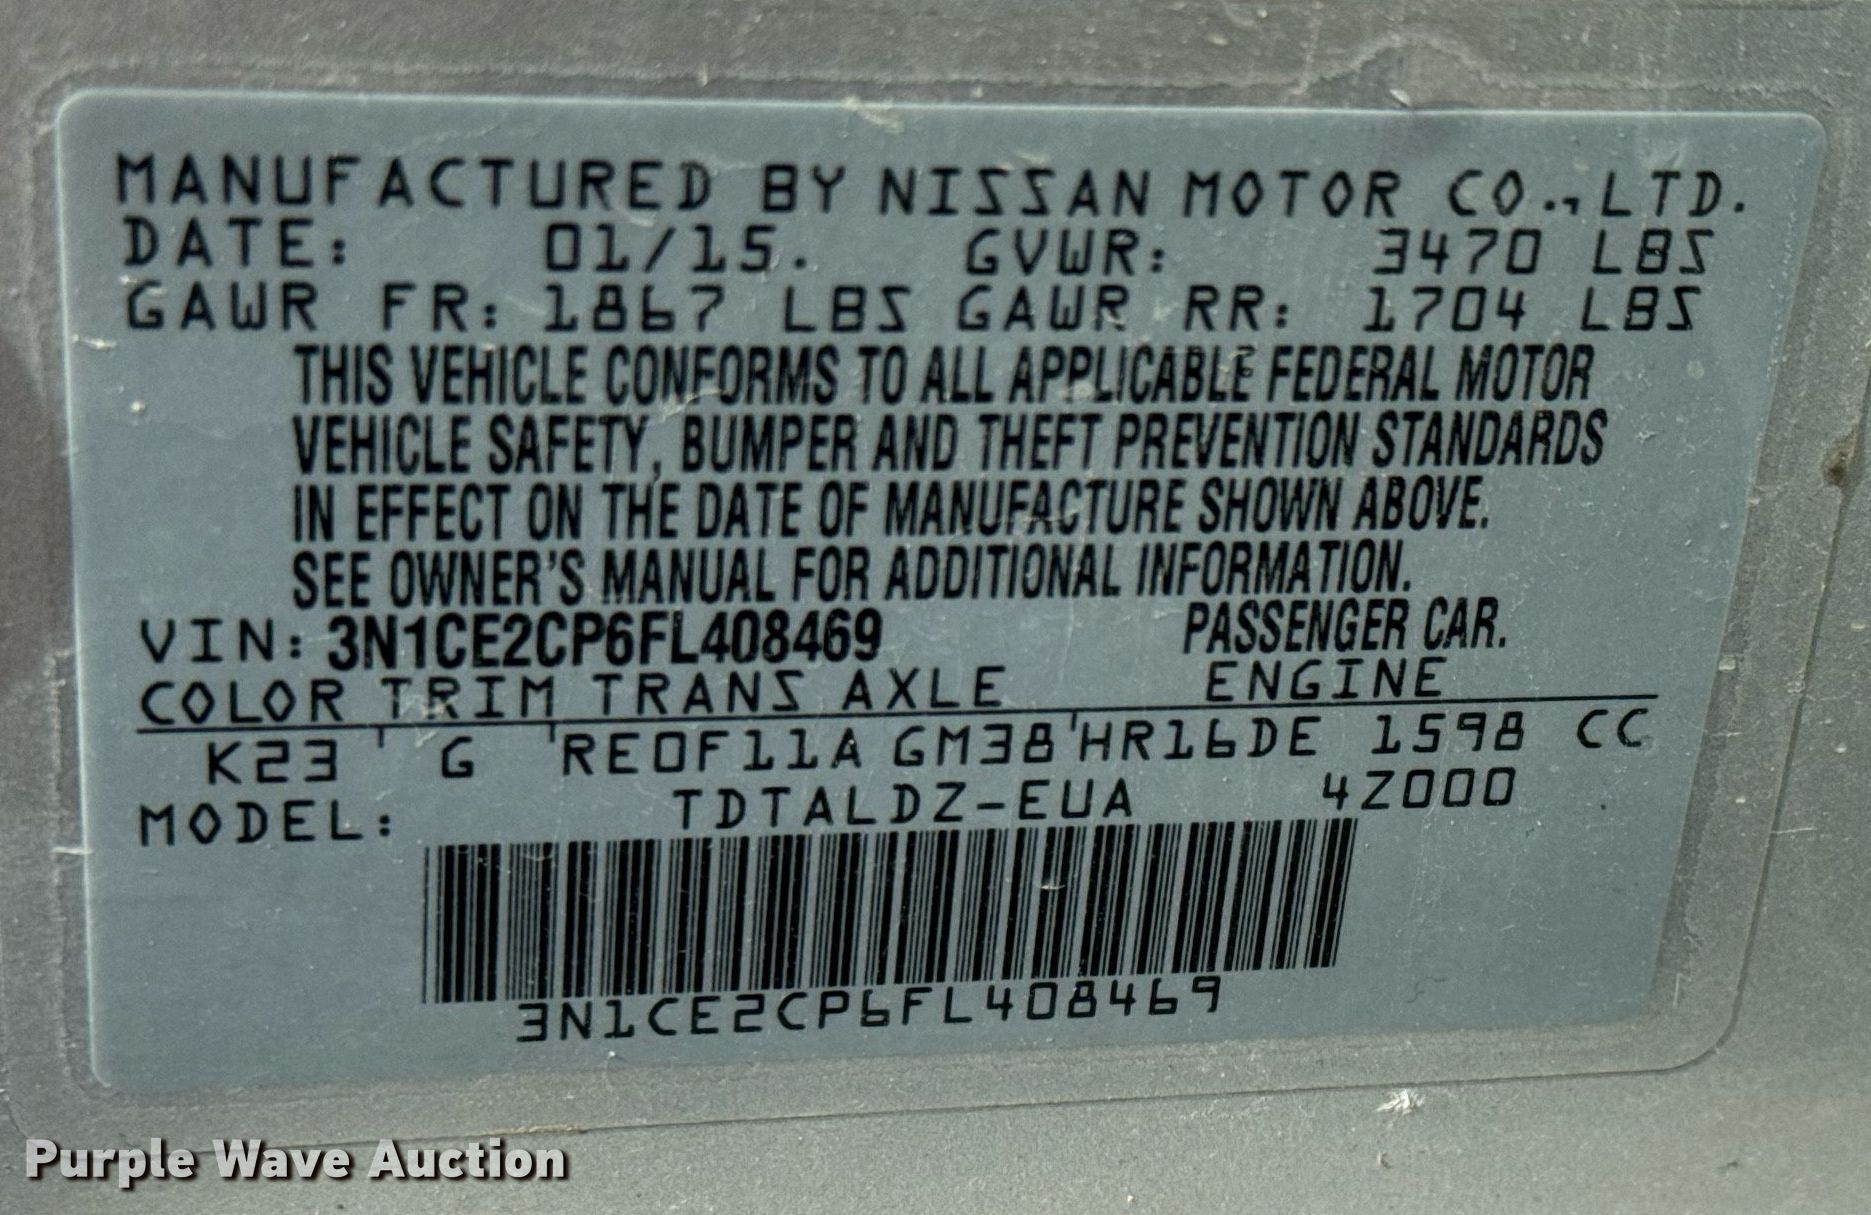 MANUFACTURED BY NISSAN MOTOR CO.,LTD.
DATE: 01/15. GVWR: 3470 LBS
GAWR FR: 1867 LBS GAWR RR: 1704 LBS
THIS VEHICLE CONFORMS TO ALL APPLICABLE FEDERAL MOTOR
VEHICLE SAFETY, BUMPER AND THEFT PREVENTION STANDARDS
IN EFFECT ON THE DATE OF MANUFACTURE SHOWN ABOVE.
SEE OWNER'S MANUAL FOR ADDITIONAL INFORMATION.
VIN: 3N1CE2CP6FL408469 PASSENGER CAR.
COLOR TRIM TRANS AXLE ENGINE
K23 ' G 'RE0F11A GM38'HR16DE 1598 CC
MODEL: TDTALDZ-EUA 4Z000
3N1CE2CP6FL408469
Purple Wave Auction